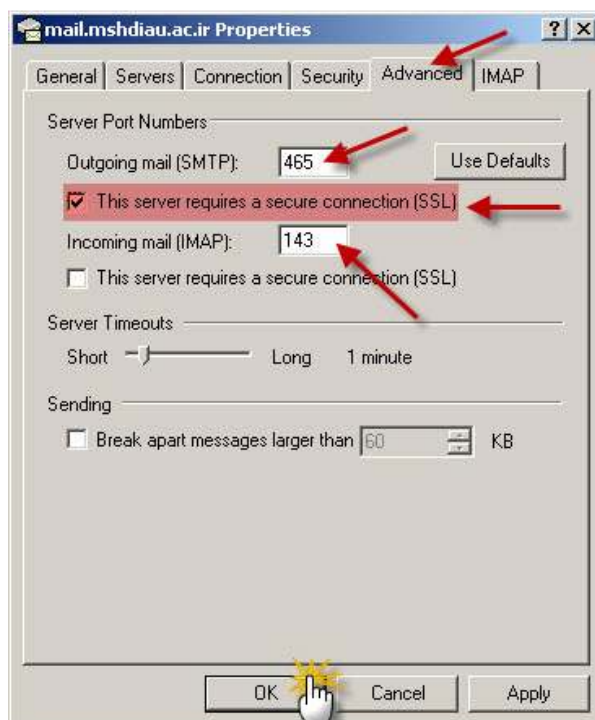 mail.mshdiau.ac.ir Properties
General Servers Connection Security Advanced IMAP
Server Port Numbers
Outgoing mail (SMTP): 465 Use Defaults
This server requires a secure connection (SSL)
Incoming mail (IMAP): 143
This server requires a secure connection (SSL)
Server Timeouts
Short Long 1 minute
Sending
Break apart messages larger than 60 KB
OK Cancel Apply